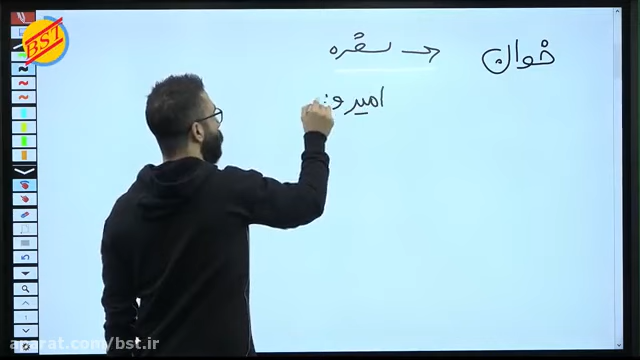 خوان → سفره
امیر و
BST
aparat.com/bst.ir